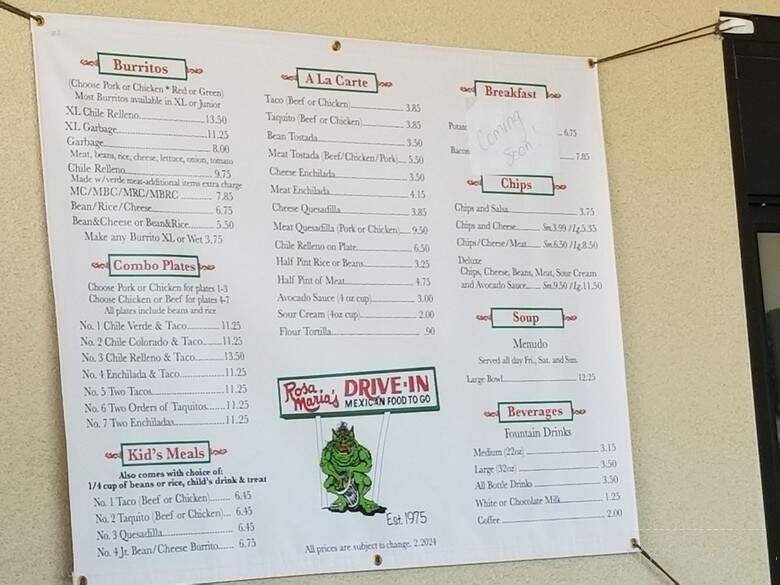 Burritos
(Choose Pork or Chicken * Red or Green)
Most Burritos available in XL or Junior
XL Chile Relleno 13.50
XL Garbage 11.25
Garbage 8.00
Meat, beans, rice, cheese, lettuce, onion, tomato
Chile Relleno 9.75
Made w/verde meat-additional items extra charge
MC/MBC/MRC/MBRC 7.85
Bean/Rice/Cheese 6.75
Bean&Cheese or Bean&Rice 5.50
Make any Burrito XL or Wet 3.75
Combo Plates
Choose Pork or Chicken for plates 1-3
Choose Chicken or Beef for plates 4-7
All plates include beans and rice
No. 1 Chile Verde & Taco 11.25
No. 2 Chile Colorado & Taco 11.25
No. 3 Chile Relleno & Taco 13.50
No. 4 Enchilada & Taco 11.25
No. 5 Two Tacos 11.25
No. 6 Two Orders of Taquitos 11.25
No. 7 Two Enchiladas 11.25
Kid's Meals
Also comes with choice of:
1/4 cup of beans or rice, child's drink & treat
No. 1 Taco (Beef or Chicken) 6.45
No. 2 Taquito (Beef or Chicken) 6.45
No. 3 Quesadilla 6.45
No. 4 Jr. Bean/Cheese Burrito 6.75
A La Carte
Taco (Beef or Chicken) 3.85
Taquito (Beef or Chicken) 3.85
Bean Tostada 3.50
Meat Tostada (Beef/Chicken/Pork) 5.50
Cheese Enchilada 3.50
Meat Enchilada 4.15
Cheese Quesadilla 3.85
Meat Quesadilla (Pork or Chicken) 9.50
Chile Relleno on Plate 6.50
Half Pint Rice or Beans 3.25
Half Pint of Meat 4.75
Avocado Sauce (4 oz cup) 3.00
Sour Cream (4oz cup) 2.00
Flour Tortilla .90
Rosa Maria's DRIVE-IN
MEXICAN FOOD TO GO
Est. 1975
All prices are subject to change. 2.2024
Breakfast
Coming Soon!
6.75
Bacon 7.85
Chips
Chips and Salsa 3.75
Chips and Cheese Sm 3.99 / Lg 5.35
Chips/Cheese/Meat Sm 6.50 / Lg 8.50
Deluxe
Chips, Cheese, Beans, Meat, Sour Cream
and Avocado Sauce Sm 9.50 / Lg 11.50
Soup
Menudo
Served all day Fri., Sat. and Sun.
Large Bowl 12.25
Beverages
Fountain Drinks
Medium (22oz) 3.15
Large (32oz) 3.50
All Bottle Drinks 3.50
White or Chocolate Milk 1.25
Coffee 2.00